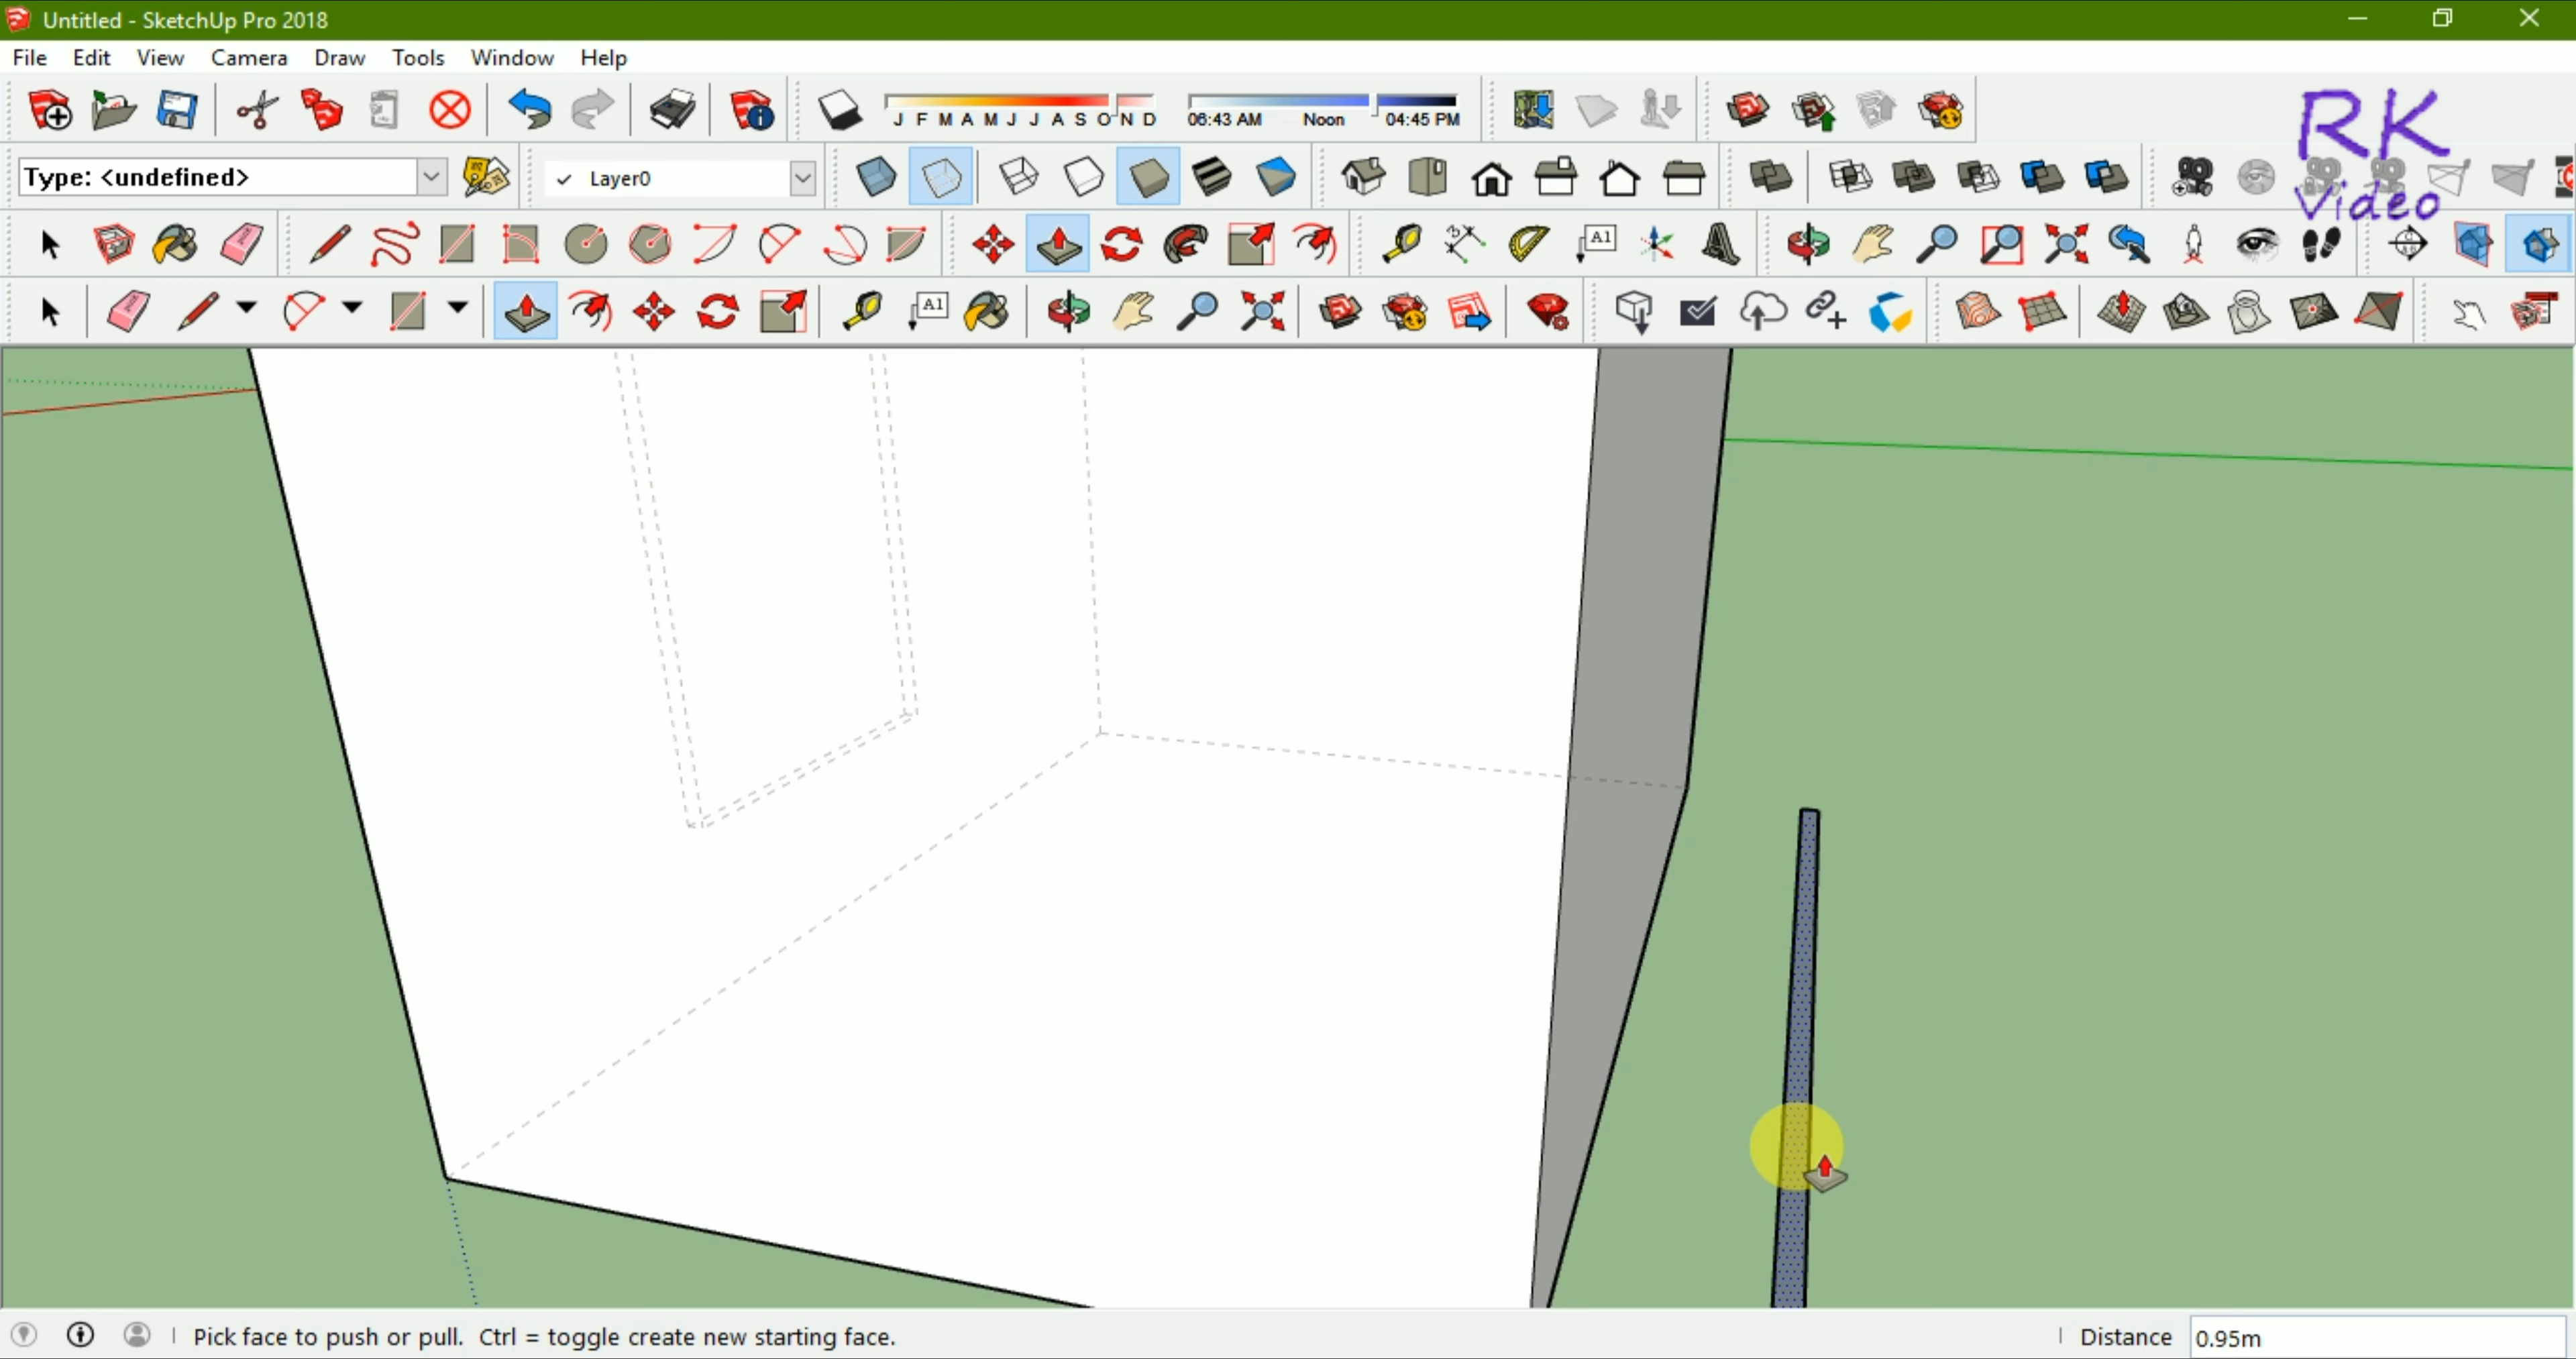 Untitled - SketchUp Pro 2018
File Edit View Camera Draw Tools Window Help
J F M A M J J A S O N D
06:43 AM Noon 04:45 PM
RK
Video
Type: <undefined>
Layer0
A1
A1
Pick face to push or pull. Ctrl = toggle create new starting face.
Distance 0.95m